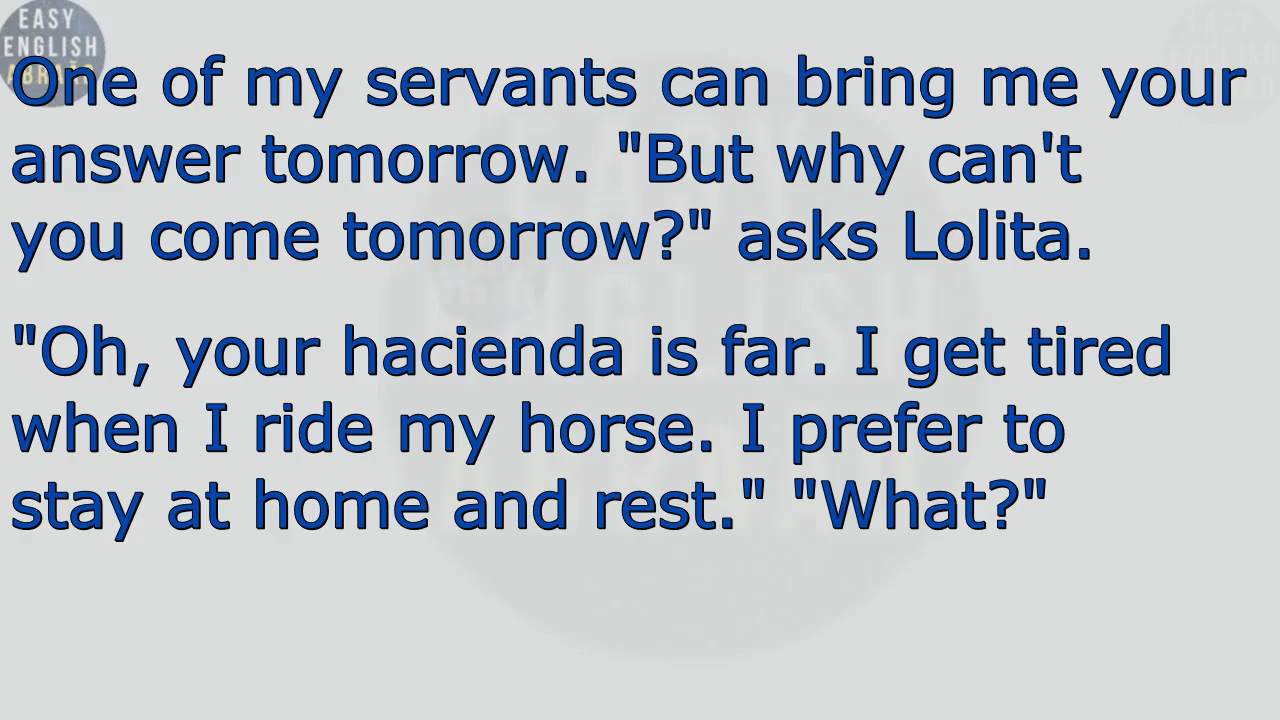 EASY
ENGLISH
ABRAÃO
One of my servants can bring me your
answer tomorrow. "But why can't
you come tomorrow?" asks Lolita.
"Oh, your hacienda is far. I get tired
when I ride my horse. I prefer to
stay at home and rest." "What?"